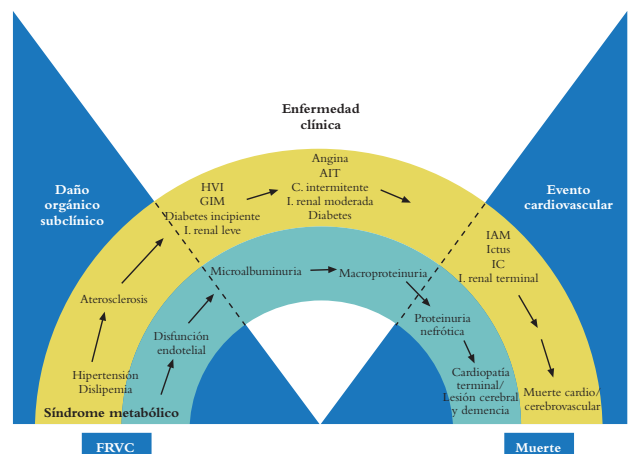 Enfermedad
clínica
Daño
orgánico
subclínico
Evento
cardiovascular
HVI
GIM
Diabetes incipiente
I. renal leve
Angina
AIT
C. intermitente
I. renal moderada
Diabetes
IAM
Ictus
IC
I. renal terminal
Microalbuminuria
Macroproteinuria
Aterosclerosis
Disfunción
endotelial
Proteinuria
nefrótica
Hipertensión
Dislipemia
Síndrome metabólico
Cardiopatía
terminal/
Lesión cerebral
y demencia
Muerte cardio/
cerebrovascular
FRVC
Muerte